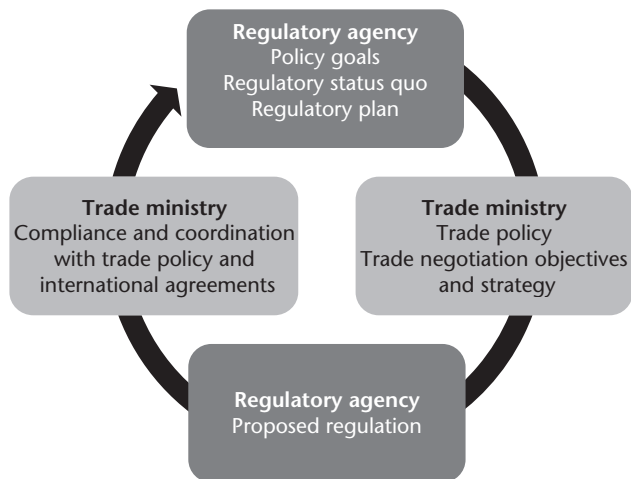 Regulatory agency
Policy goals
Regulatory status quo
Regulatory plan
Trade ministry
Compliance and coordination
with trade policy and
international agreements
Trade ministry
Trade policy
Trade negotiation objectives
and strategy
Regulatory agency
Proposed regulation